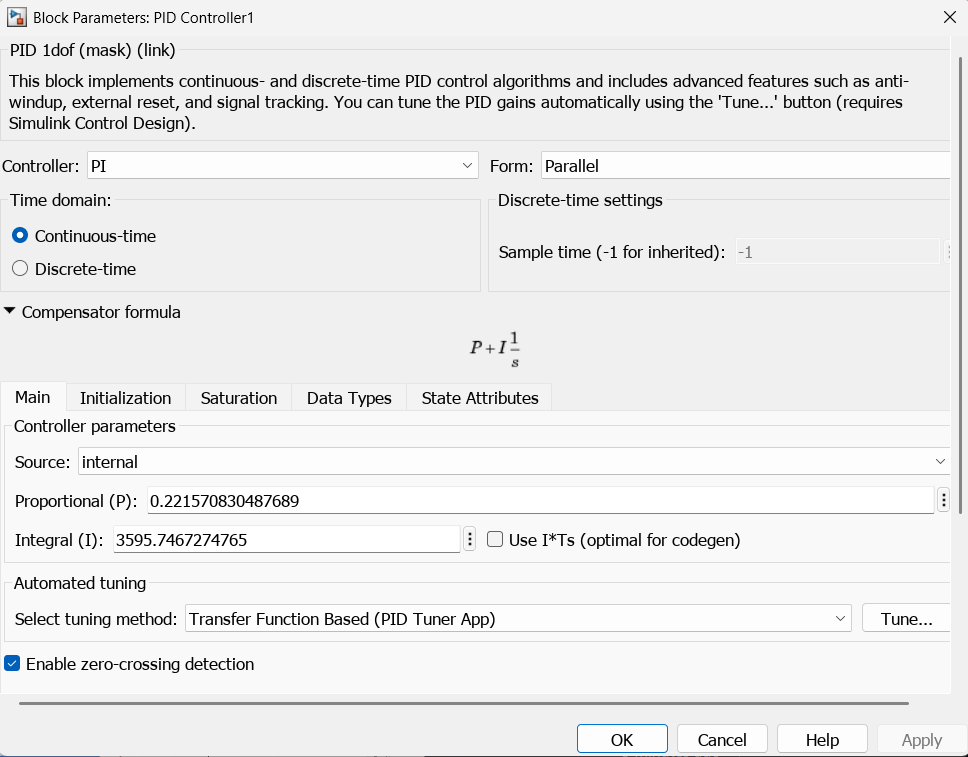 Block Parameters: PID Controller1
PID 1dof (mask) (link)
This block implements continuous- and discrete-time PID control algorithms and includes advanced features such as anti-
windup, external reset, and signal tracking. You can tune the PID gains automatically using the 'Tune...' button (requires
Simulink Control Design).
Controller: PI Form: Parallel
Time domain: Discrete-time settings
Continuous-time
Sample time (-1 for inherited): -1
Discrete-time
Compensator formula
P + I 1/s
Main Initialization Saturation Data Types State Attributes
Controller parameters
Source: internal
Proportional (P): 0.221570830487689
Integral (I): 3595.7467274765 Use I*Ts (optimal for codegen)
Automated tuning
Select tuning method: Transfer Function Based (PID Tuner App) Tune...
Enable zero-crossing detection
OK Cancel Help Apply